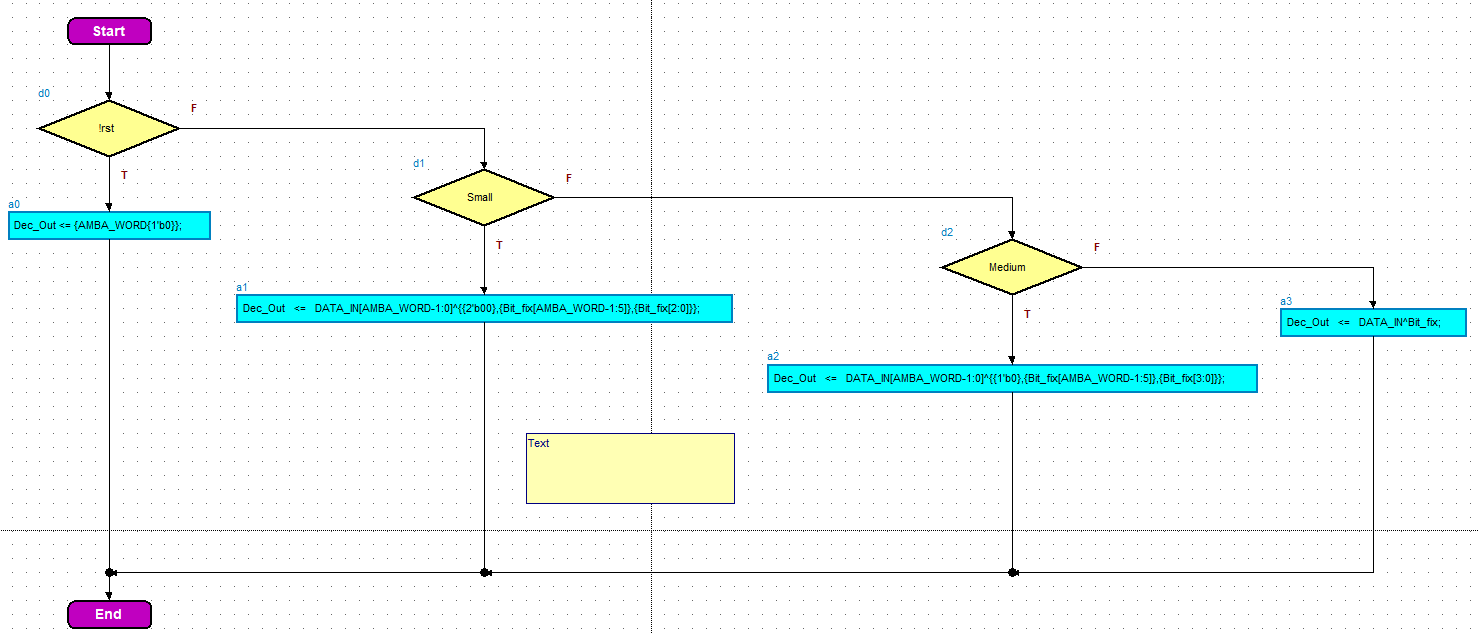 Start
d0
F
!rst
d1
T
F
Small
a0
Dec_Out <= {AMBA_WORD{1'b0}};
d2
T
F
Medium
a1
Dec_Out <= DATA_IN[AMBA_WORD-1:0]^{{2'b00},{Bit_fix[AMBA_WORD-1:5]},{Bit_fix[2:0]}};
a3
T
Dec_Out <= DATA_IN^Bit_fix;
a2
Dec_Out <= DATA_IN[AMBA_WORD-1:0]^{{1'b0},{Bit_fix[AMBA_WORD-1:5]},{Bit_fix[3:0]}};
Text
End